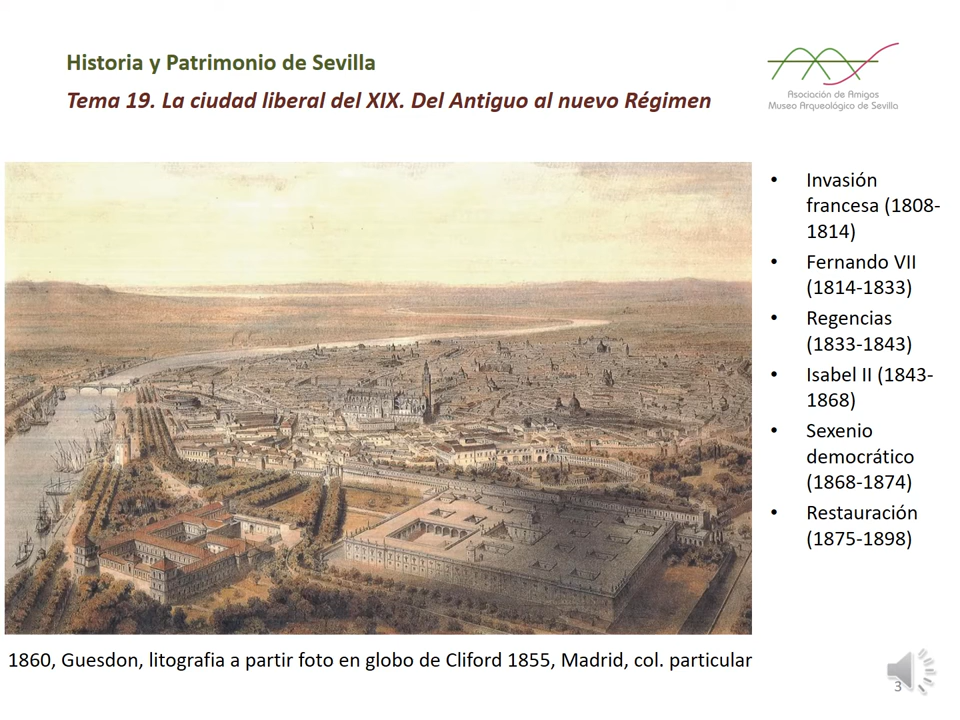 Historia y Patrimonio de Sevilla
Tema 19. La ciudad liberal del XIX. Del Antiguo al nuevo Régimen
Asociación de Amigos
Museo Arqueológico de Sevilla
• Invasión
francesa (1808-
1814)
• Fernando VII
(1814-1833)
• Regencias
(1833-1843)
• Isabel II (1843-
1868)
• Sexenio
democrático
(1868-1874)
• Restauración
(1875-1898)
1860, Guesdon, litografia a partir foto en globo de Cliford 1855, Madrid, col. particular
3